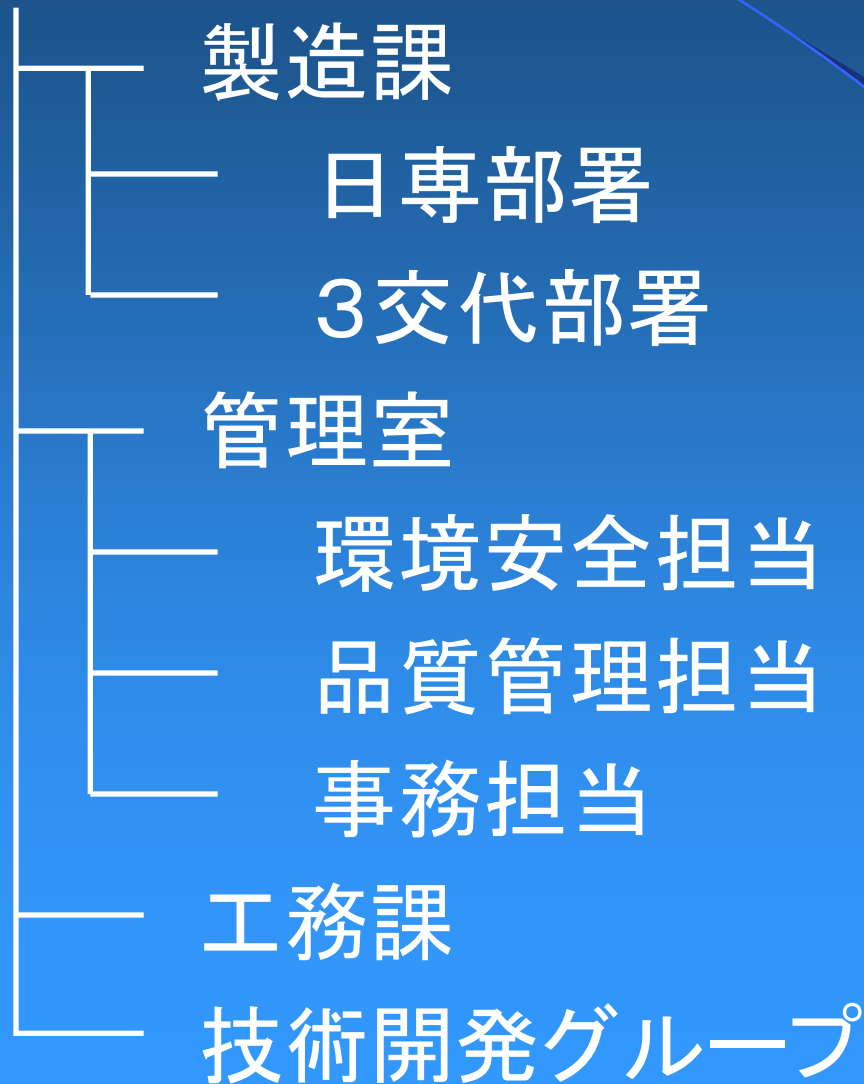 製造課
日専部署
３交代部署
管理室
環境安全担当
品質管理担当
事務担当
工務課
技術開発グループ